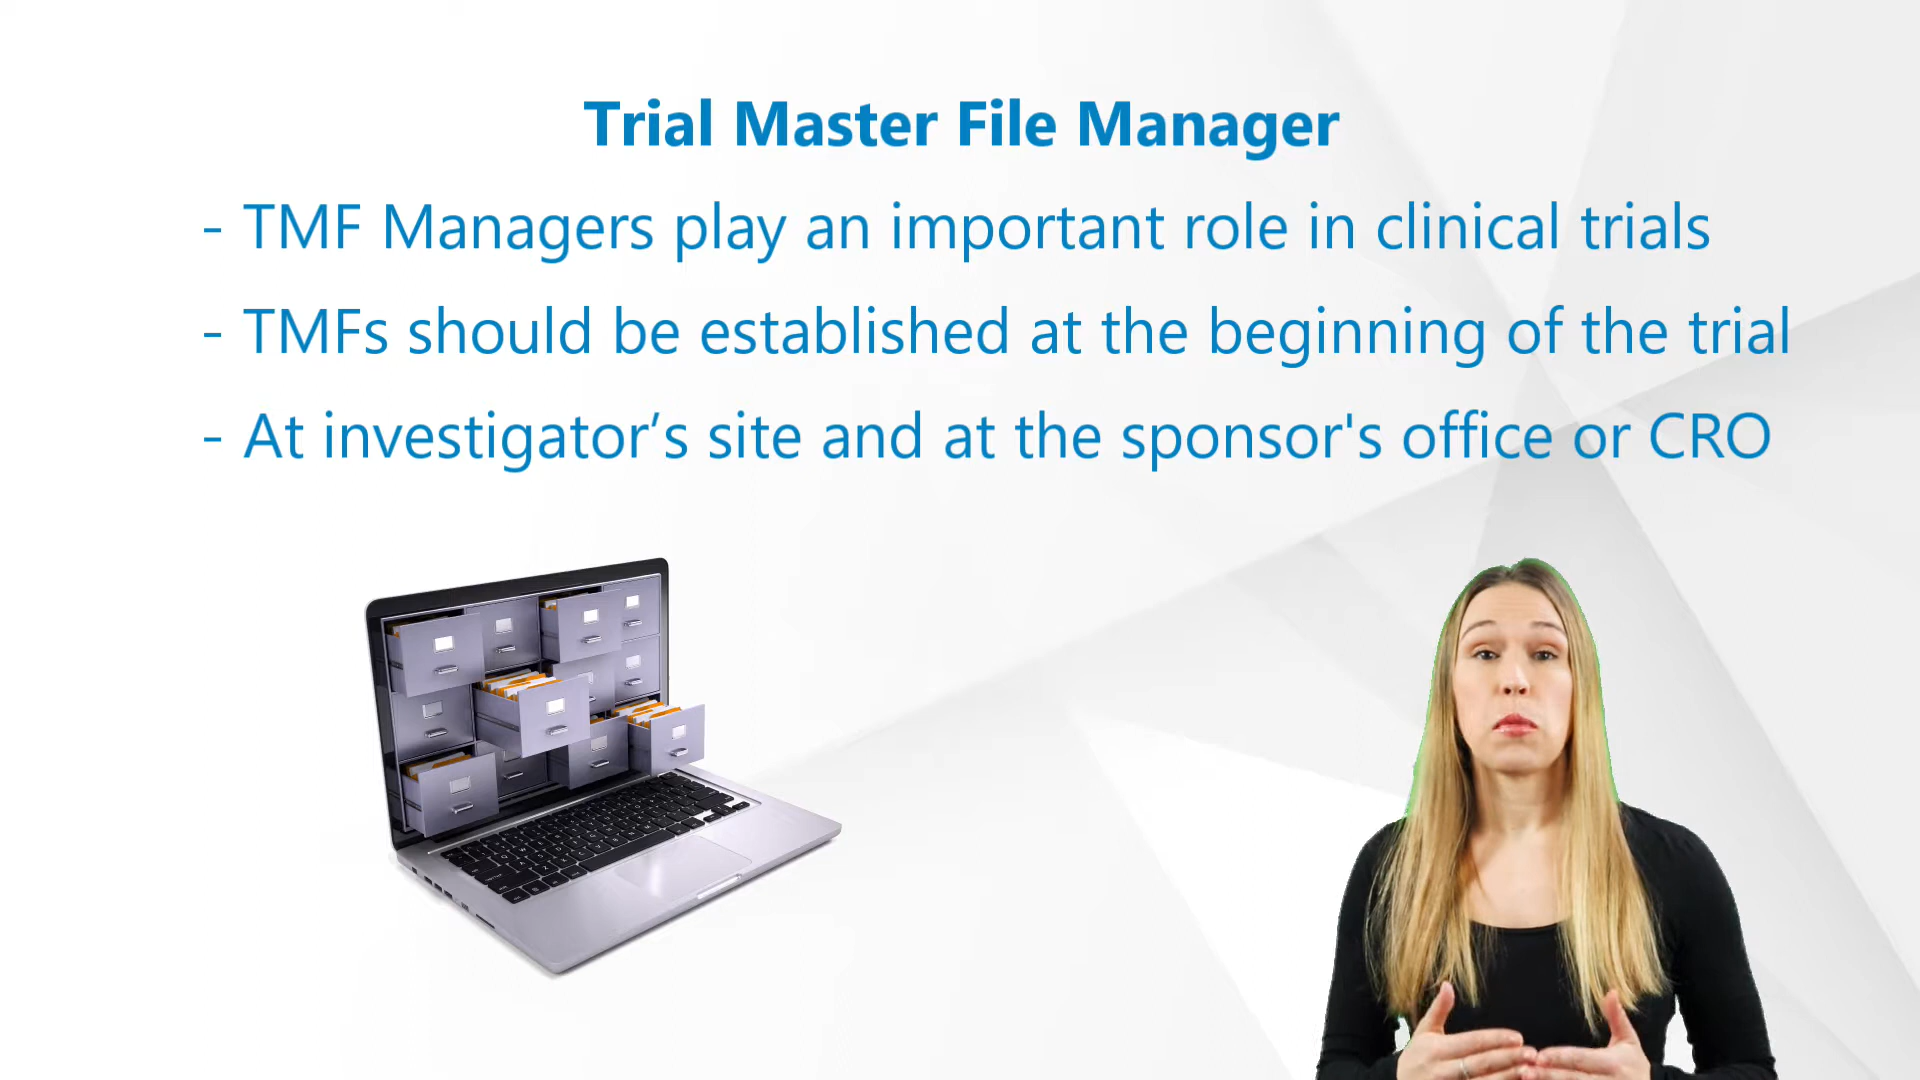 Trial Master File Manager
- TMF Managers play an important role in clinical trials
- TMFs should be established at the beginning of the trial
- At investigator’s site and at the sponsor's office or CRO